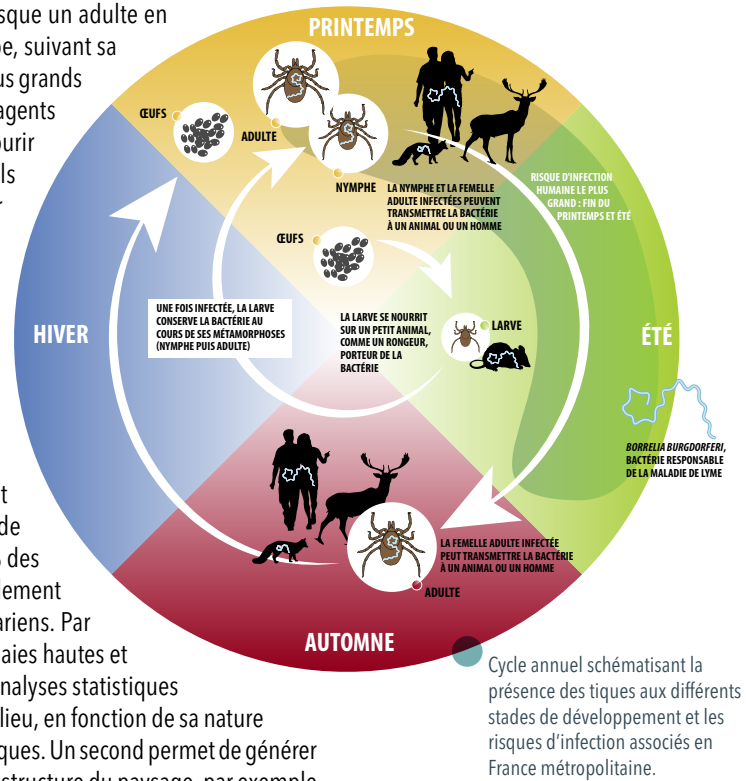 sque un adulte en
pe, suivant sa
us grands
agents
ourir
ls
PRINTEMPS
ŒUFS
ADULTE
NYMPHE
LA NYMPHE ET LA FEMELLE
ADULTE INFECTÉES PEUVENT
TRANSMETTRE LA BACTÉRIE
À UN ANIMAL OU UN HOMME
RISQUE D'INFECTION
HUMAINE LE PLUS
GRAND : FIN DU
PRINTEMPS ET ÉTÉ
ŒUFS
UNE FOIS INFECTÉE, LA LARVE
CONSERVE LA BACTÉRIE AU
COURS DE SES MÉTAMORPHOSES
(NYMPHE PUIS ADULTE)
LA LARVE SE NOURRIT
SUR UN PETIT ANIMAL,
COMME UN RONGEUR,
PORTEUR DE LA
BACTÉRIE
LARVE
HIVER
ÉTÉ
BORRELIA BURGDORFERI,
BACTÉRIE RESPONSABLE
DE LA MALADIE DE LYME
LA FEMELLE ADULTE INFECTÉE
PEUT TRANSMETTRE LA BACTÉRIE
À UN ANIMAL OU UN HOMME
ADULTE
AUTOMNE
t
de
des
lement
ariens. Par
aies hautes et
nalyses statistiques
lieu, en fonction de sa nature
iques. Un second permet de générer
structure du paysage, par exemple
Cycle annuel schématisant la
présence des tiques aux différents
stades de développement et les
risques d'infection associés en
France métropolitaine.